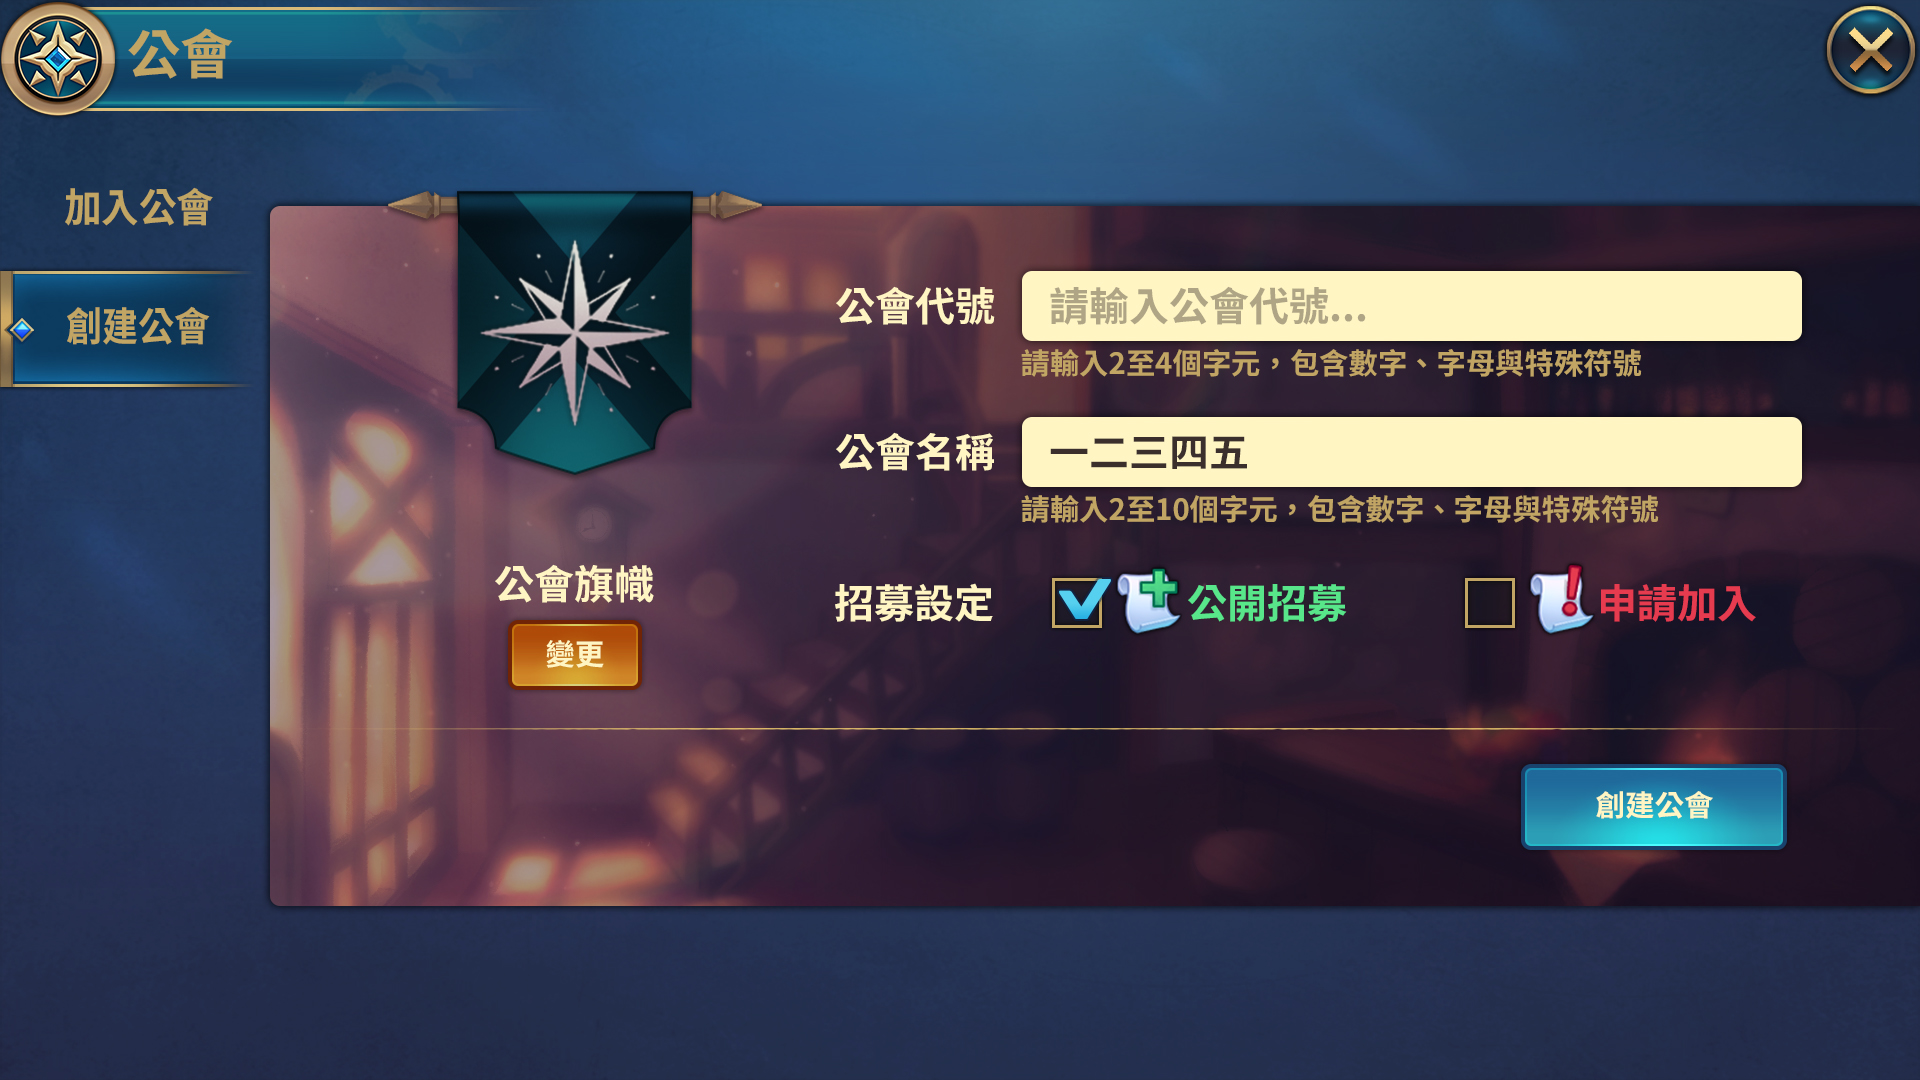 公會
加入公會
創建公會
公會代號
請輸入公會代號...
請輸入2至4個字元，包含數字、字母與特殊符號
公會名稱
一二三四五
請輸入2至10個字元，包含數字、字母與特殊符號
公會旗幟
變更
招募設定
公開招募
申請加入
創建公會